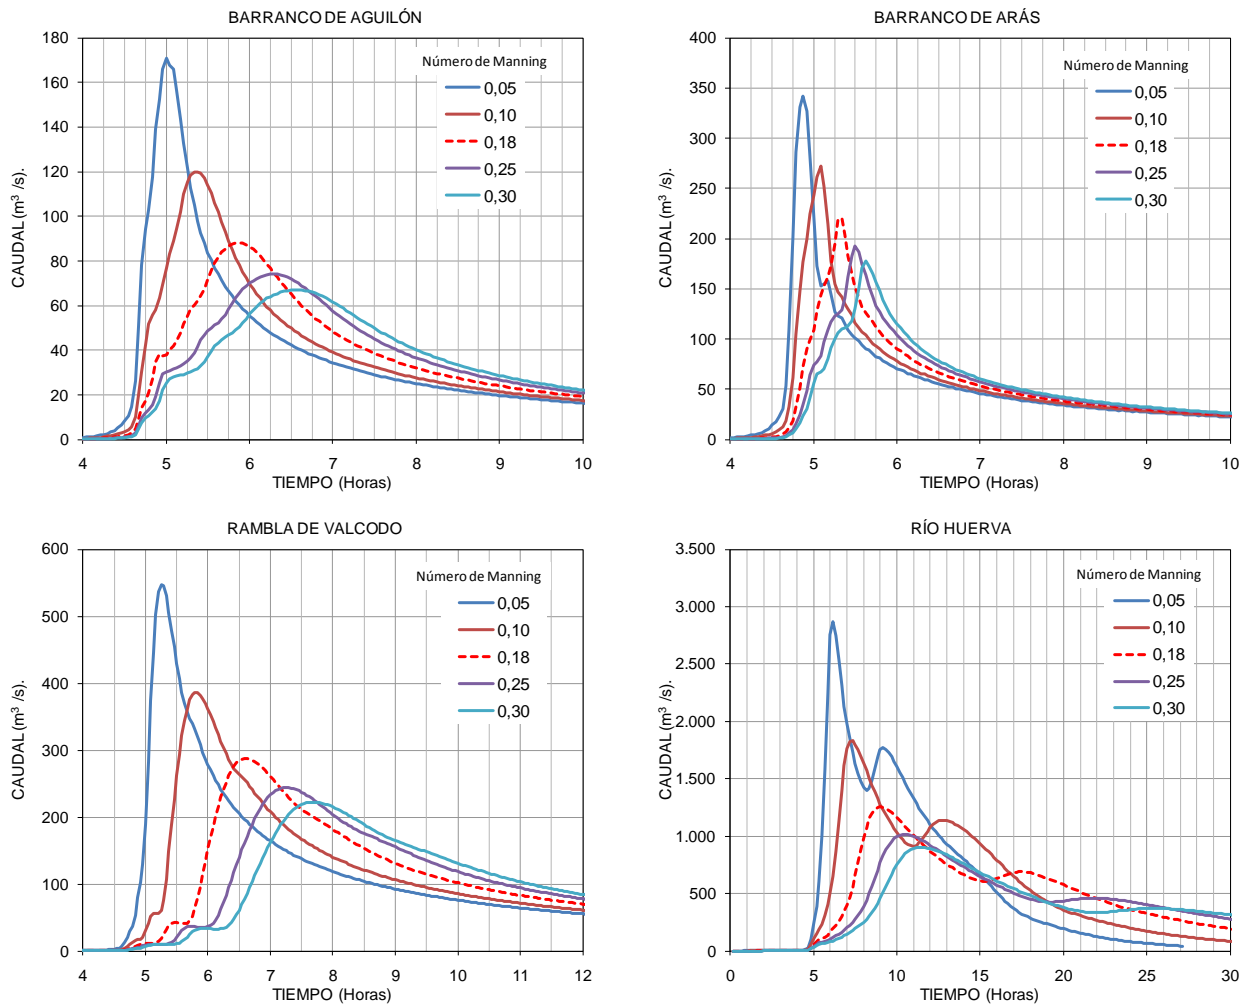 BARRANCO DE AGUILÓN
180
160
140
120
100
80
60
40
20
0
CAUDAL (m³ /s).
Número de Manning
0,05
0,10
0,18
0,25
0,30
4 5 6 7 8 9 10
TIEMPO (Horas)
BARRANCO DE ARÁS
400
350
300
250
200
150
100
50
0
CAUDAL (m³ /s).
Número de Manning
0,05
0,10
0,18
0,25
0,30
4 5 6 7 8 9 10
TIEMPO (Horas)
RAMBLA DE VALCODO
600
500
400
300
200
100
0
CAUDAL (m³ /s).
Número de Manning
0,05
0,10
0,18
0,25
0,30
4 5 6 7 8 9 10 11 12
TIEMPO (Horas)
RÍO HUERVA
3.500
3.000
2.500
2.000
1.500
1.000
500
0
CAUDAL (m³ /s).
Número de Manning
0,05
0,10
0,18
0,25
0,30
0 5 10 15 20 25 30
TIEMPO (Horas)